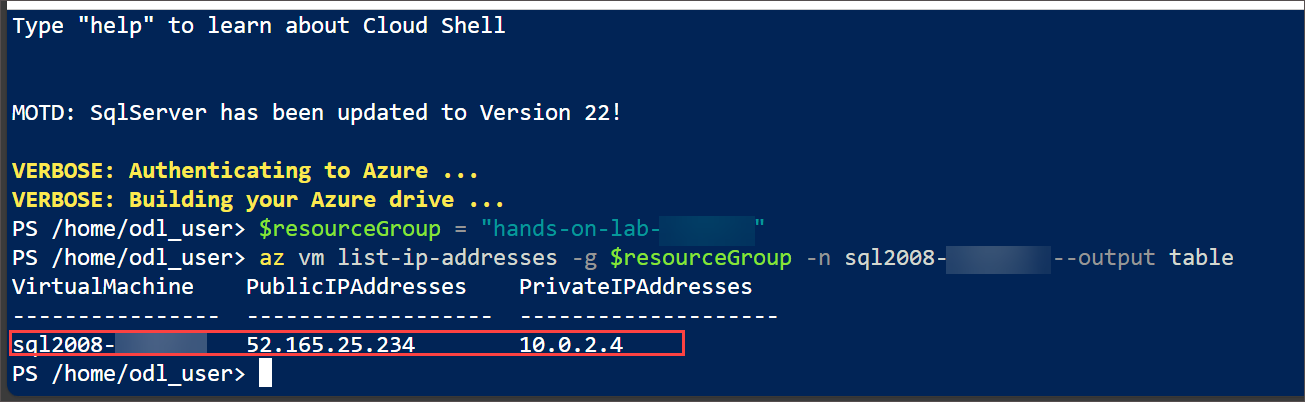 Type "help" to learn about Cloud Shell
MOTD: SqlServer has been updated to Version 22!
VERBOSE: Authenticating to Azure ...
VERBOSE: Building your Azure drive ...
PS /home/odl_user> $resourceGroup = "hands-on-lab-"
PS /home/odl_user> az vm list-ip-addresses -g $resourceGroup -n sql2008- --output table
VirtualMachine    PublicIPAddresses    PrivateIPAddresses
----------------  -------------------  --------------------
sql2008-    52.165.25.234    10.0.2.4
PS /home/odl_user>